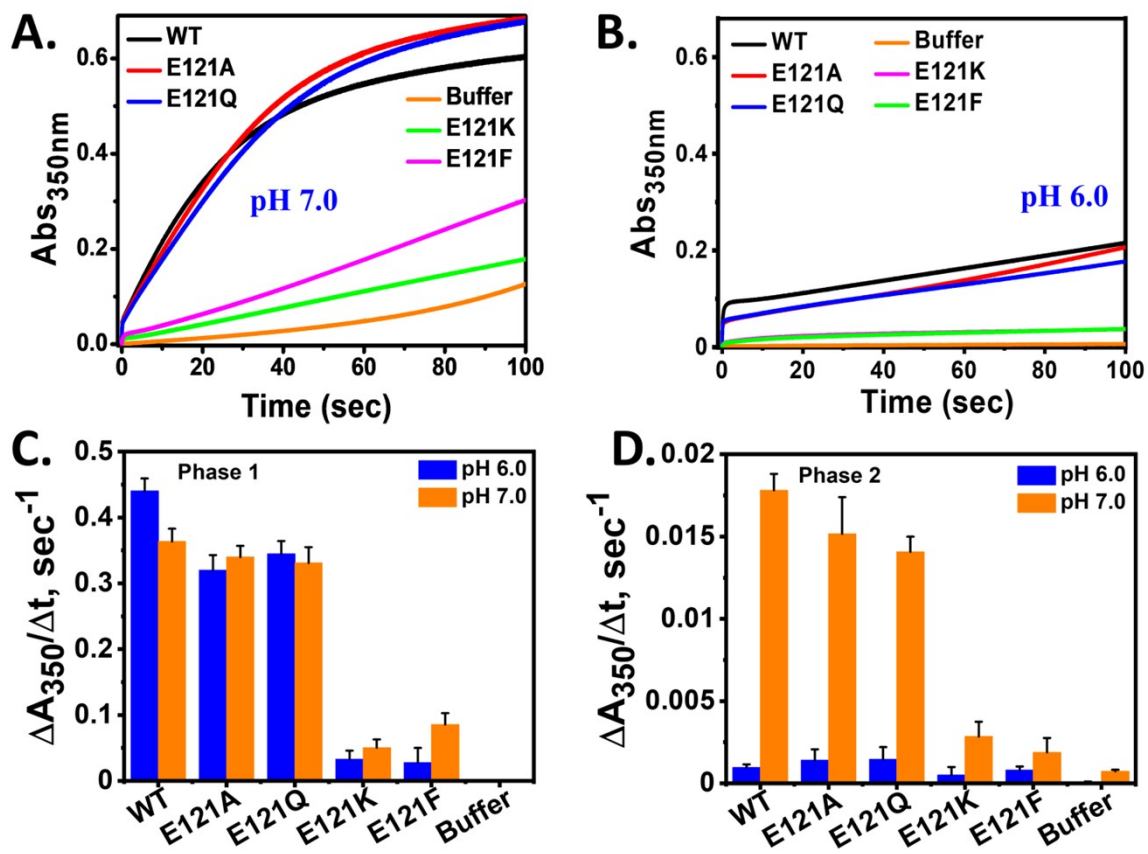 A.
WT
E121A
E121Q
Buffer
E121K
E121F
pH 7.0
Abs350nm
0.6
0.4
0.2
0.0
0 20 40 60 80 100
Time (sec)
B.
WT Buffer
E121A E121K
E121Q E121F
pH 6.0
Abs350nm
0.6
0.4
0.2
0
0 20 40 60 80 100
Time (sec)
C.
Phase 1
pH 6.0
pH 7.0
ΔA350/Δt, sec-1
0.5
0.4
0.3
0.2
0.1
0
WT E121A E121Q E121K E121F Buffer
D.
Phase 2
pH 6.0
pH 7.0
ΔA350/Δt, sec-1
0.02
0.015
0.01
0.005
0
WT E121A E121Q E121K E121F Buffer